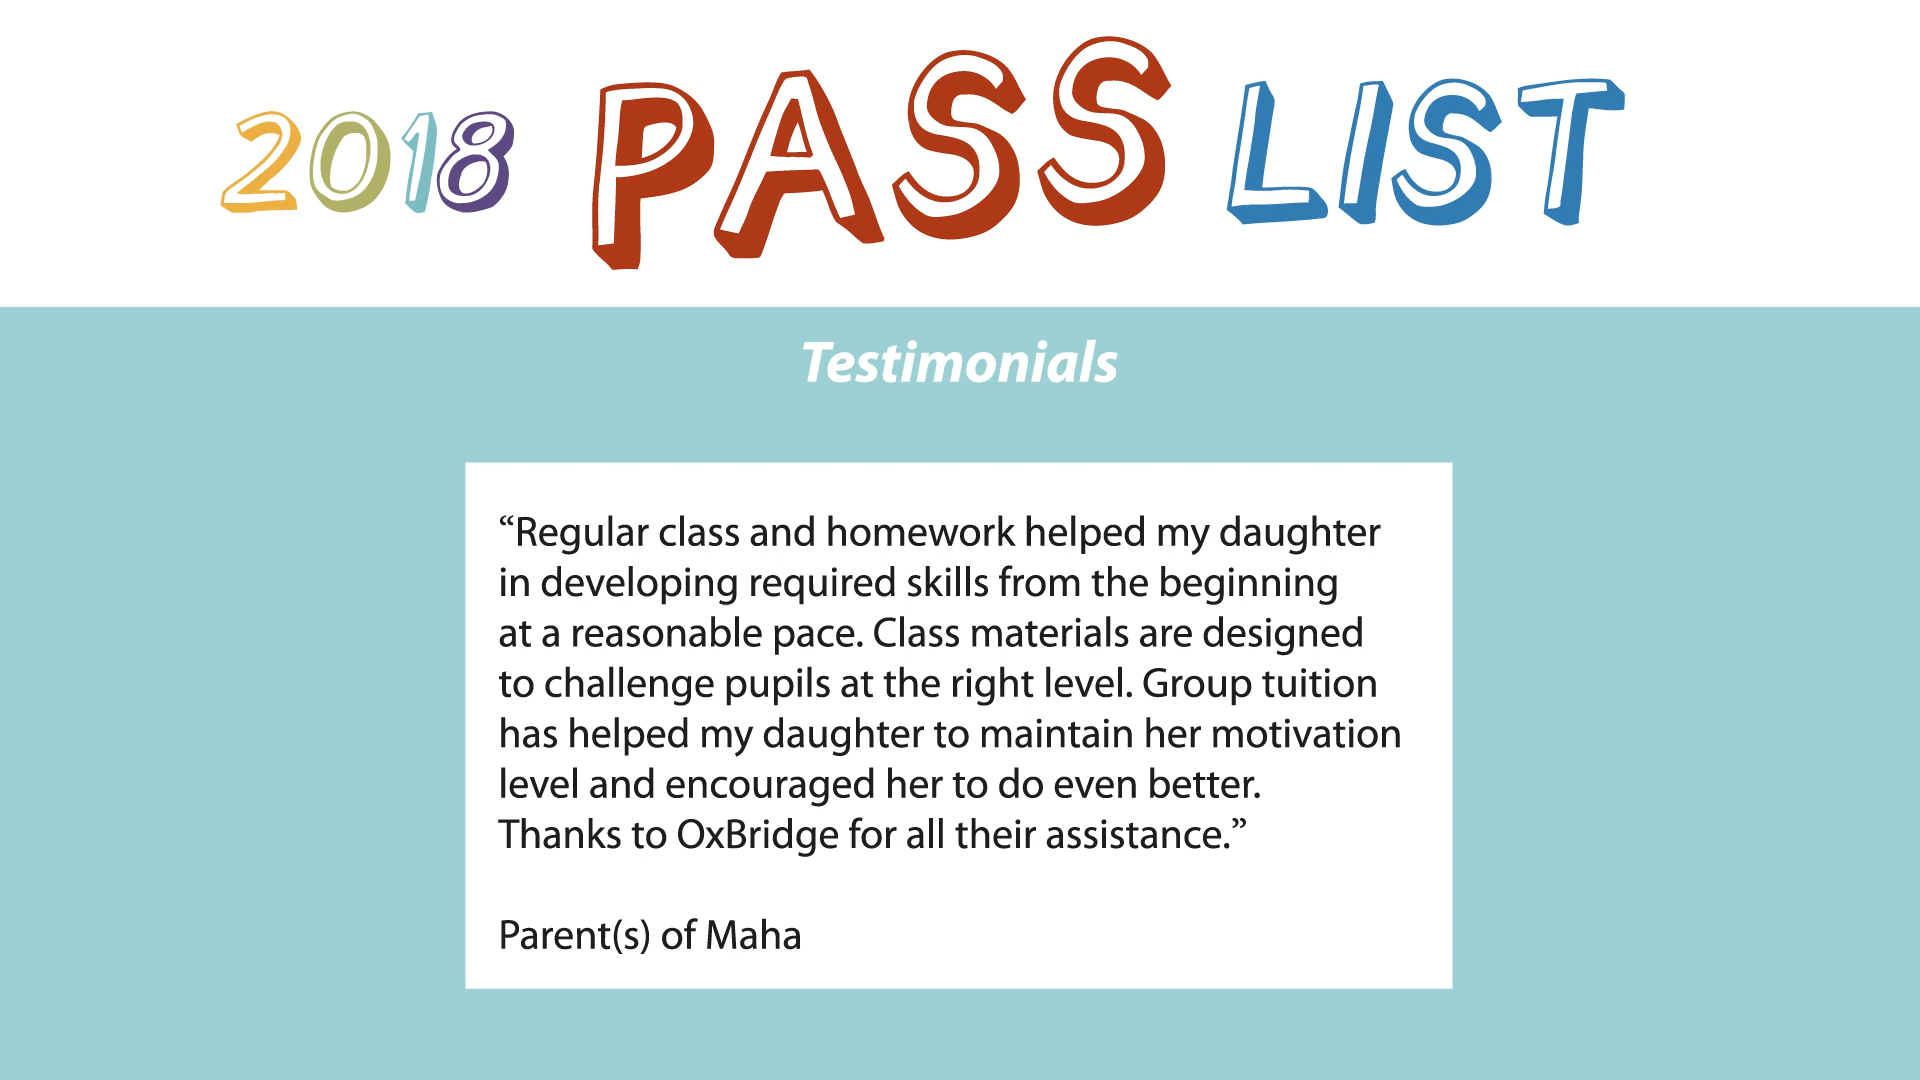 2018 PASS LIST
Testimonials
“Regular class and homework helped my daughter
in developing required skills from the beginning
at a reasonable pace. Class materials are designed
to challenge pupils at the right level. Group tuition
has helped my daughter to maintain her motivation
level and encouraged her to do even better.
Thanks to OxBridge for all their assistance.”
Parent(s) of Maha